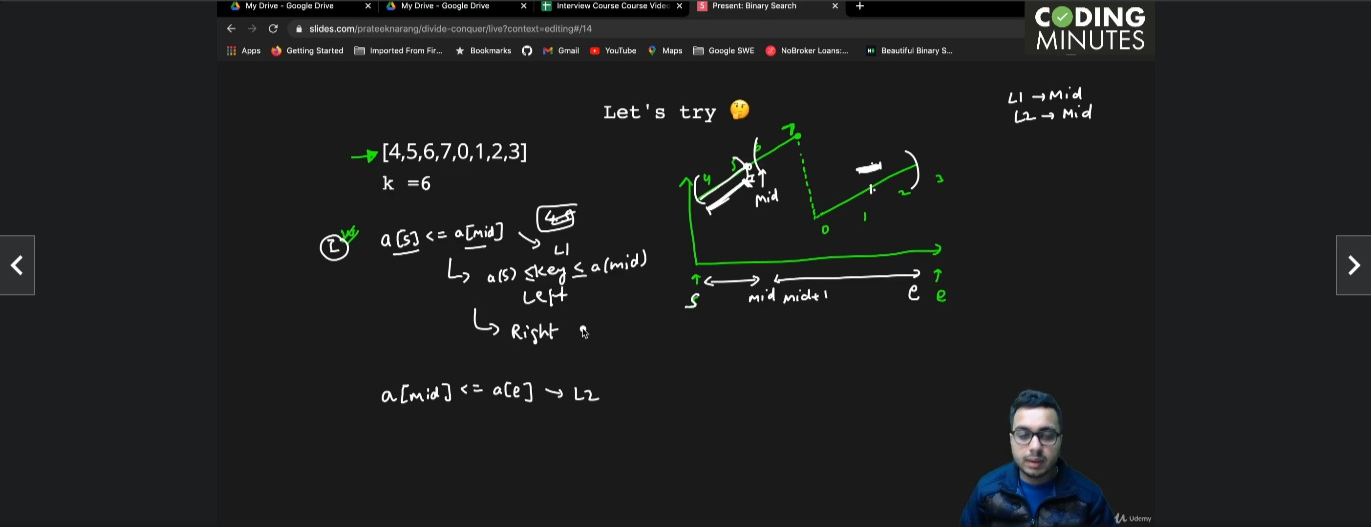 My Drive - Google Drive
My Drive - Google Drive
Interview Course Course Video
Present: Binary Search
slides.com/prateeknarang/divide-conquer/live?context=editing#/14
Apps
Getting Started
Imported From Fir...
Bookmarks
Gmail
YouTube
Maps
Google SWE
NoBroker Loans:...
Beautiful Binary S...
CODING
MINUTES
L1 → Mid
L2 → Mid
Let's try 🤔
→ [4,5,6,7,0,1,2,3]
k =6
I
a[s] <= a[mid]
L1
a(s) ≤ key ≤ a(mid)
Left
Right
a[mid] <= a[e] → L2
4
5
6
7
mid
0
1
2
3
s
mid mid+1
e
e
Udemy